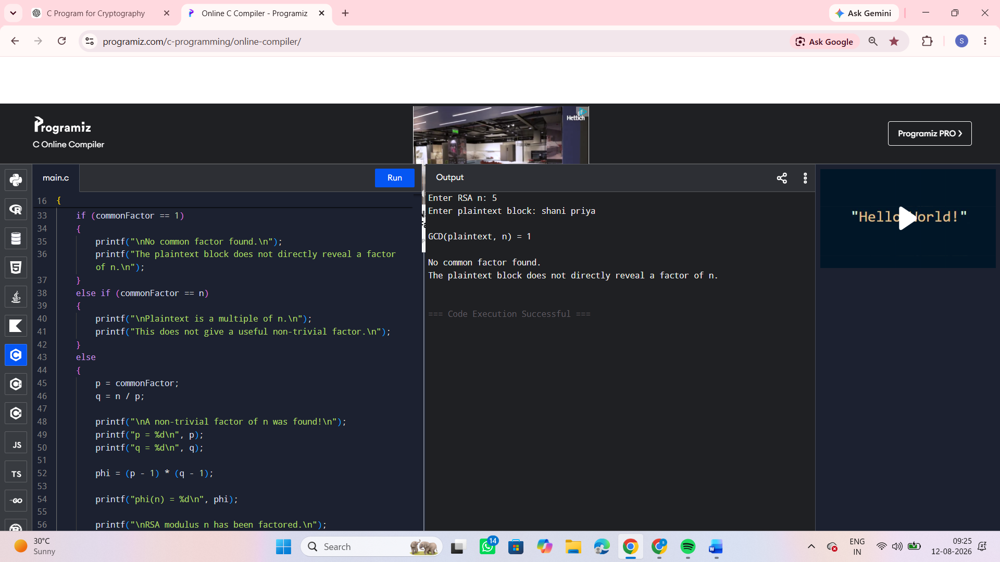 C Program for Cryptography
Online C Compiler - Programiz
Ask Gemini
programiz.com/c-programming/online-compiler/
Ask Google
S
Programiz
C Online Compiler
Hettich
Programiz PRO ❯
main.c
Run
Output
16 {
33 if (commonFactor == 1)
34 {
35 printf("\nNo common factor found.\n");
36 printf("The plaintext block does not directly reveal a factor
of n.\n");
37 }
38 else if (commonFactor == n)
39 {
40 printf("\nPlaintext is a multiple of n.\n");
41 printf("This does not give a useful non-trivial factor.\n");
42 }
43 else
44 {
45 p = commonFactor;
46 q = n / p;
47
48 printf("\nA non-trivial factor of n was found!\n");
49 printf("p = %d\n", p);
50 printf("q = %d\n", q);
51
52 phi = (p - 1) * (q - 1);
53
54 printf("phi(n) = %d\n", phi);
55
56 printf("\nRSA modulus n has been factored.\n");
Enter RSA n: 5
Enter plaintext block: shani priya
GCD(plaintext, n) = 1
No common factor found.
The plaintext block does not directly reveal a factor of n.
=== Code Execution Successful ===
"Hello World!"
JS
TS
GO
30°C
Sunny
Search
14
ENG
IN
09:25
12-08-2026